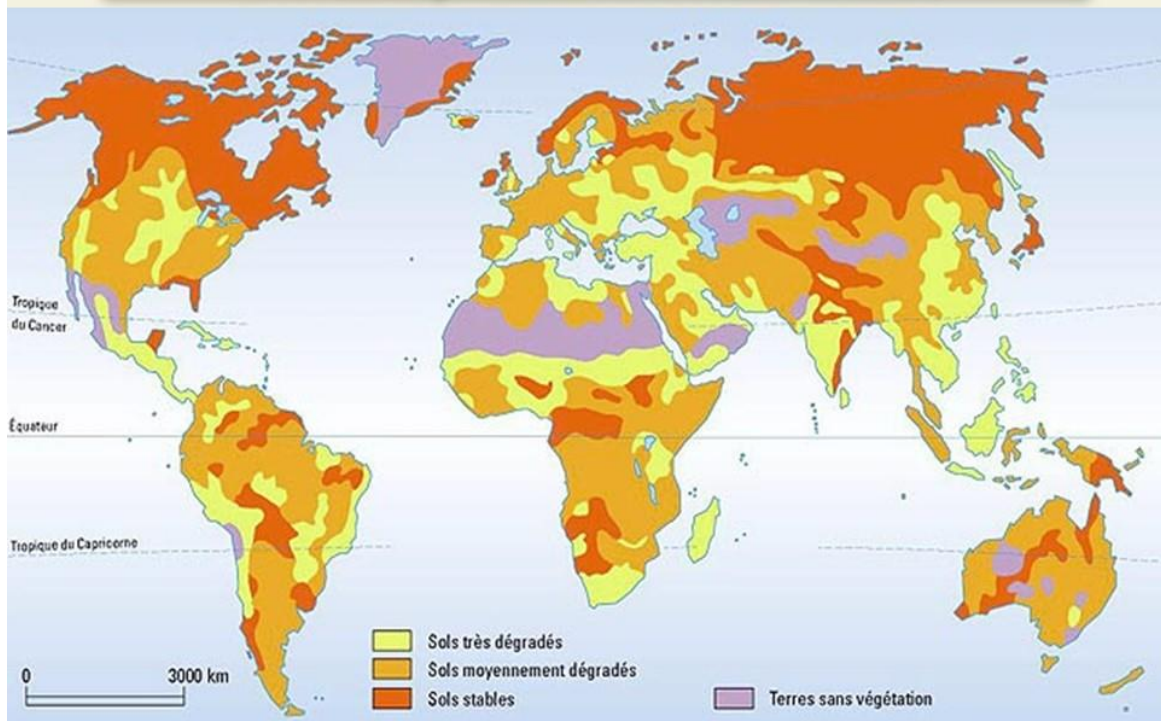 Tropique
du Cancer
Équateur
Tropique du Capricorne
0 3000 km
Sols très dégradés
Sols moyennement dégradés
Sols stables
Terres sans végétation